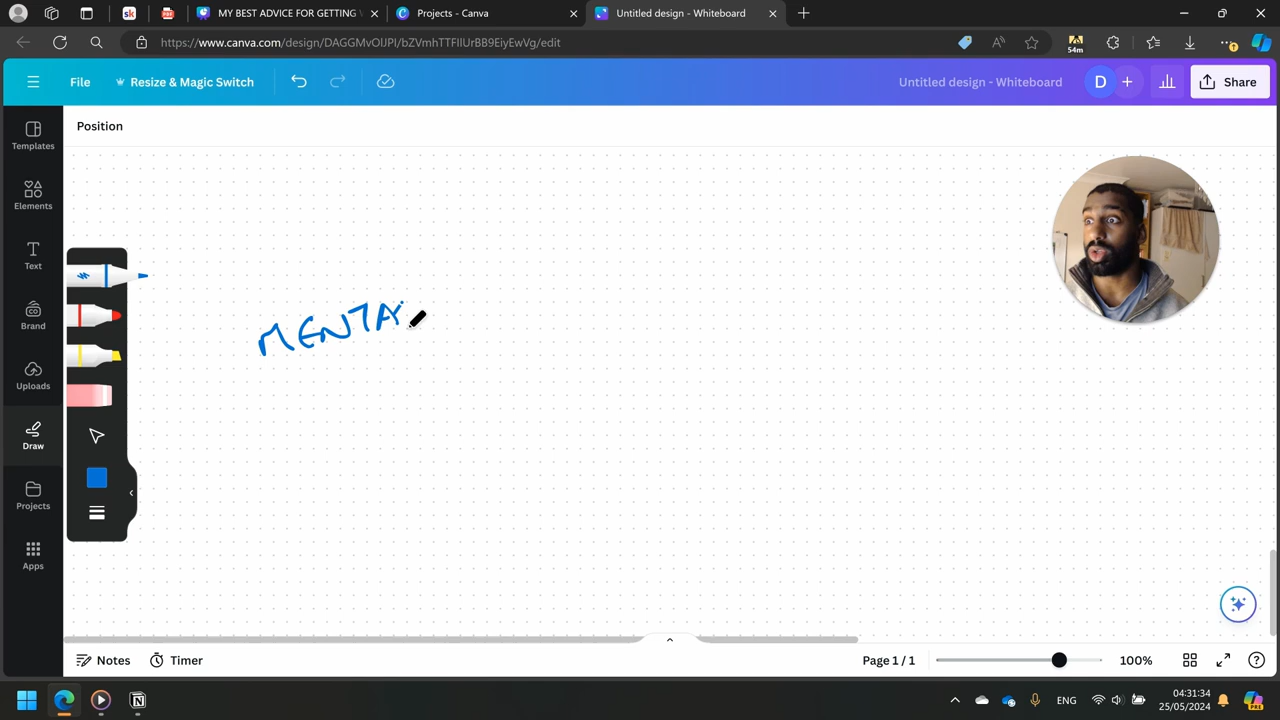 MY BEST ADVICE FOR GETTING
Projects - Canva
Untitled design - Whiteboard
https://www.canva.com/design/DAGGMvOlJPI/bZVmhTTFIlUrBB9EiyEwVg/edit
54m
File
Resize & Magic Switch
Untitled design - Whiteboard
D
Share
Position
Templates
Elements
Text
Brand
Uploads
Draw
Projects
Apps
MENTA
Notes
Timer
Page 1 / 1
100%
ENG
04:31:34
25/05/2024